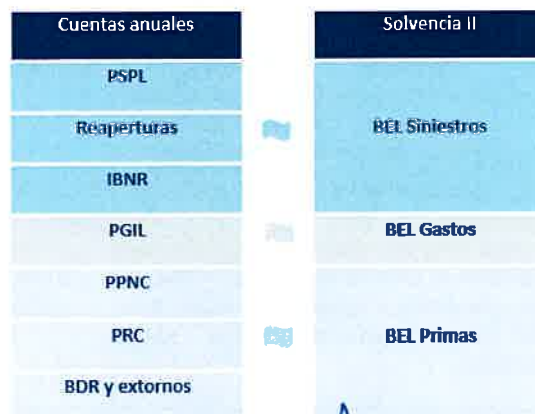 Cuentas anuales
Solvencia II
PSPL
Reaperturas
BEL Siniestros
IBNR
PGIL
BEL Gastos
PPNC
PRC
BEL Primas
BDR y extornos